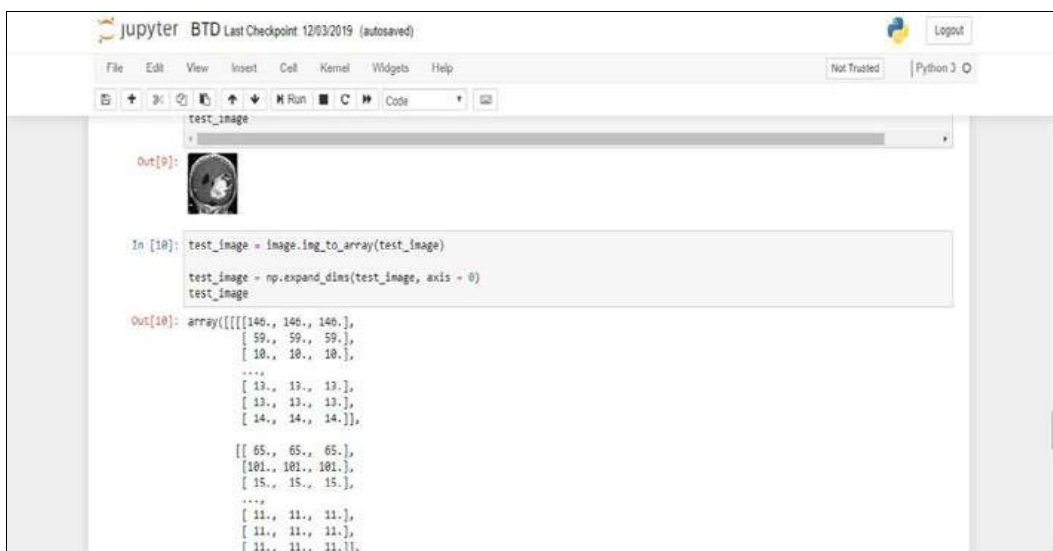 jupyter BTD Last Checkpoint: 12/03/2019 (autosaved)
Logout
File Edit View Insert Cell Kernel Widgets Help
Not Trusted
Python 3
Run
Code
test_image
Out[9]:
In [10]: test_image = image.img_to_array(test_image)
test_image = np.expand_dims(test_image, axis = 0)
test_image
Out[10]: array([[[[146., 146., 146.],
[ 59., 59., 59.],
[ 10., 10., 10.],
...,
[ 13., 13., 13.],
[ 13., 13., 13.],
[ 14., 14., 14.]],
[[ 65., 65., 65.],
[101., 101., 101.],
[ 15., 15., 15.],
...,
[ 11., 11., 11.],
[ 11., 11., 11.],
[ 11., 11., 11.]],